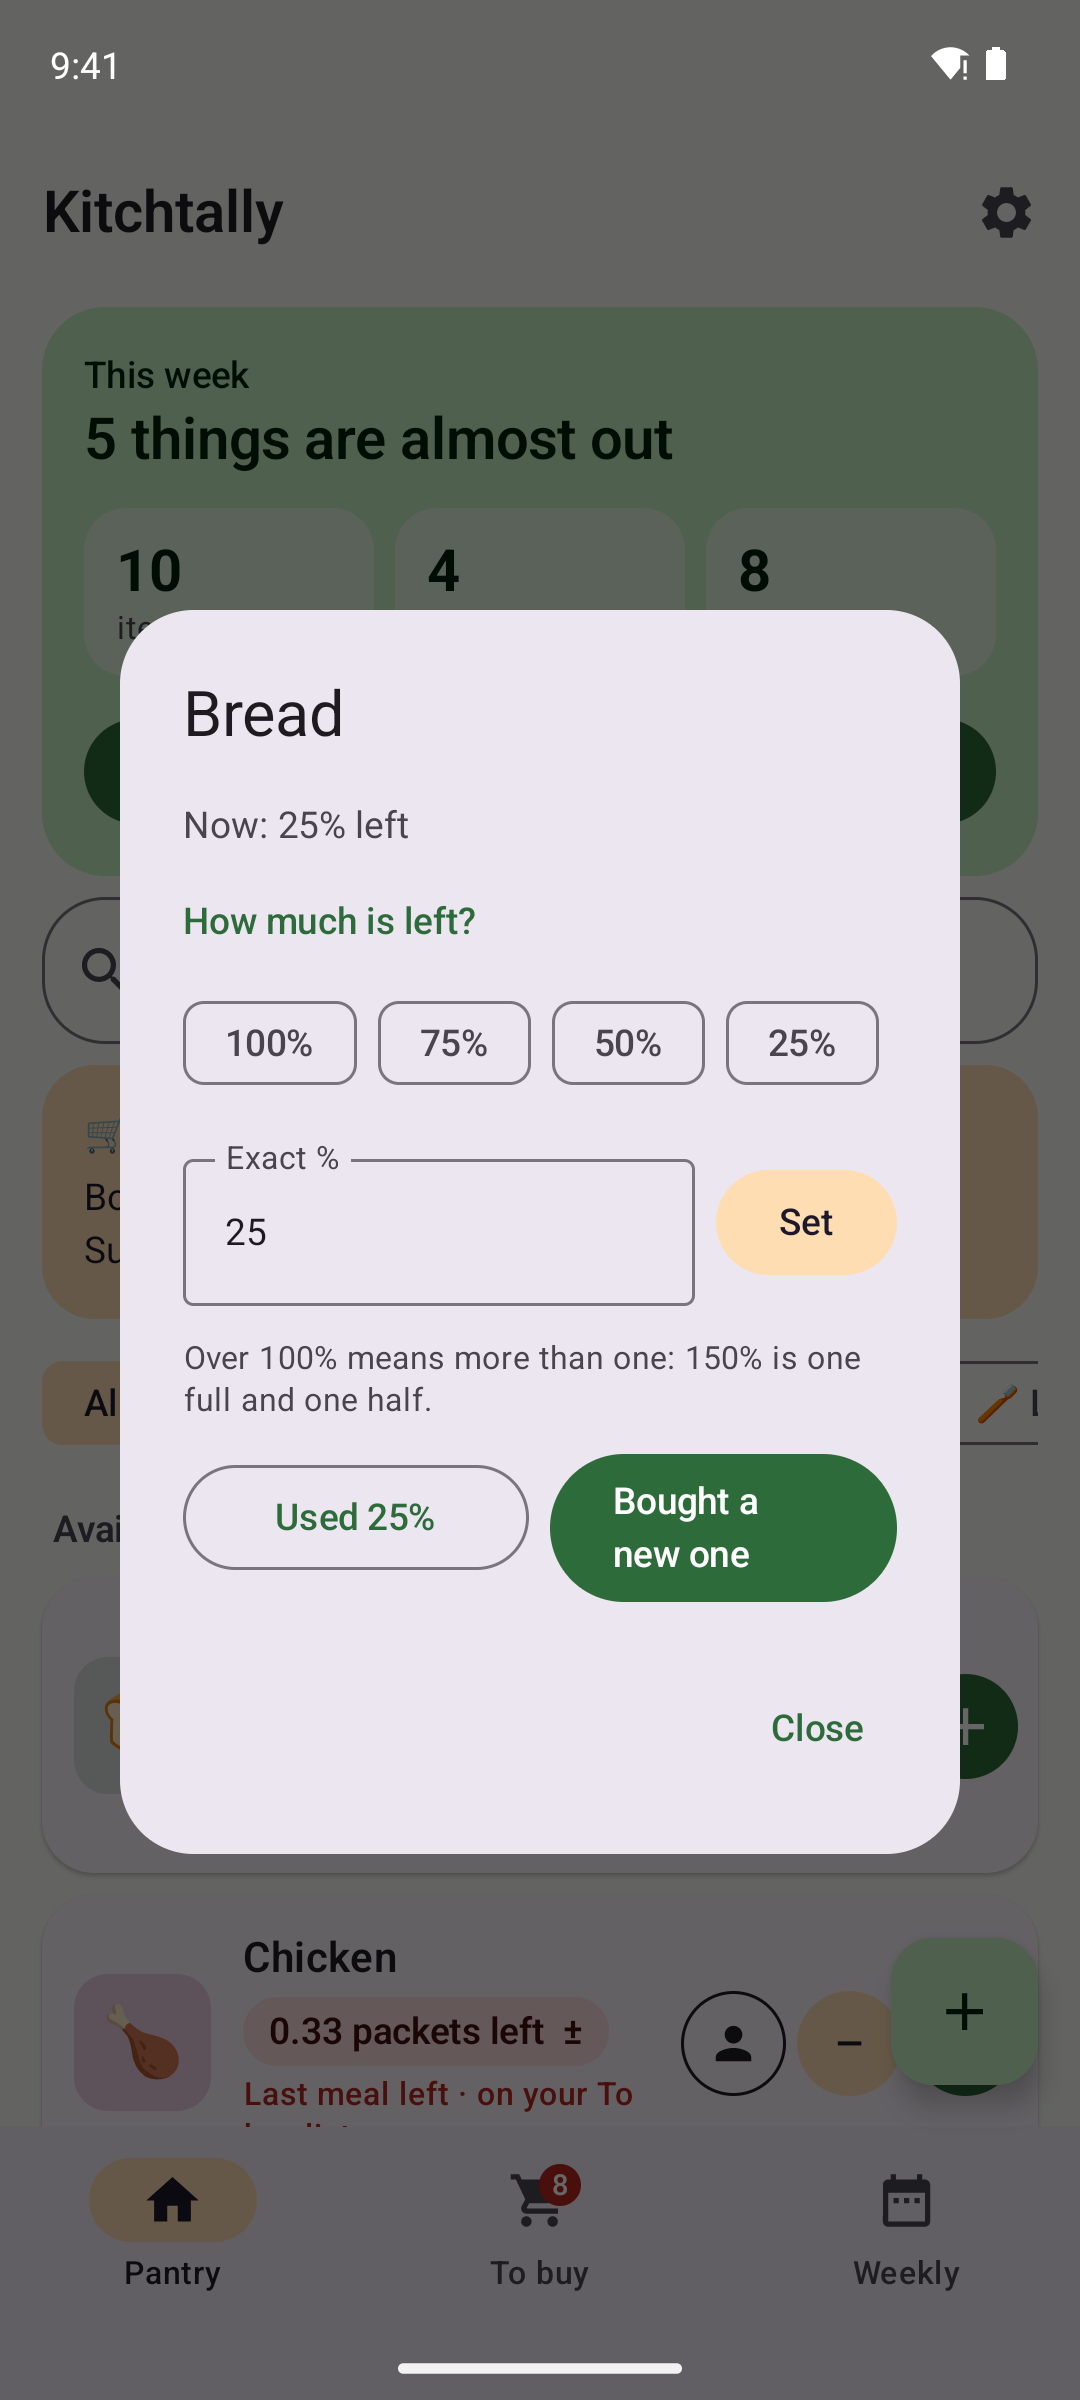 9:41
Kitchtally
This week
5 things are almost out
10
4
8
Bread
Now: 25% left
How much is left?
100%
75%
50%
25%
Exact %
25
Set
Over 100% means more than one: 150% is one
full and one half.
Used 25%
Bought a
new one
Close
Chicken
0.33 packets left ±
Last meal left · on your To
8
Pantry
To buy
Weekly